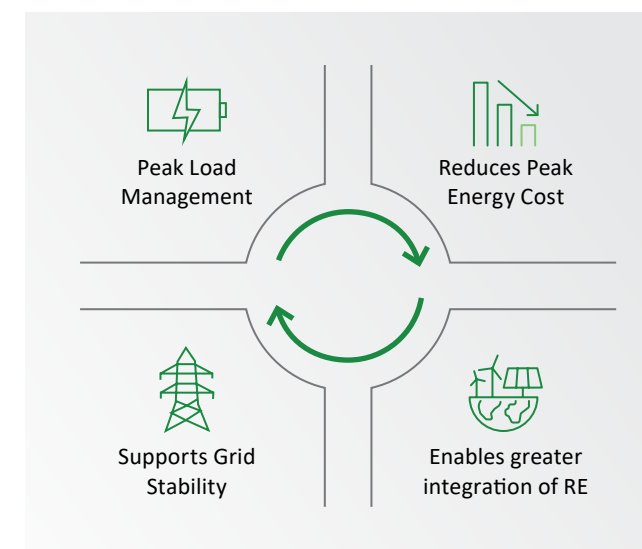 Peak Load
Management
Reduces Peak
Energy Cost
Supports Grid
Stability
Enables greater
integration of RE